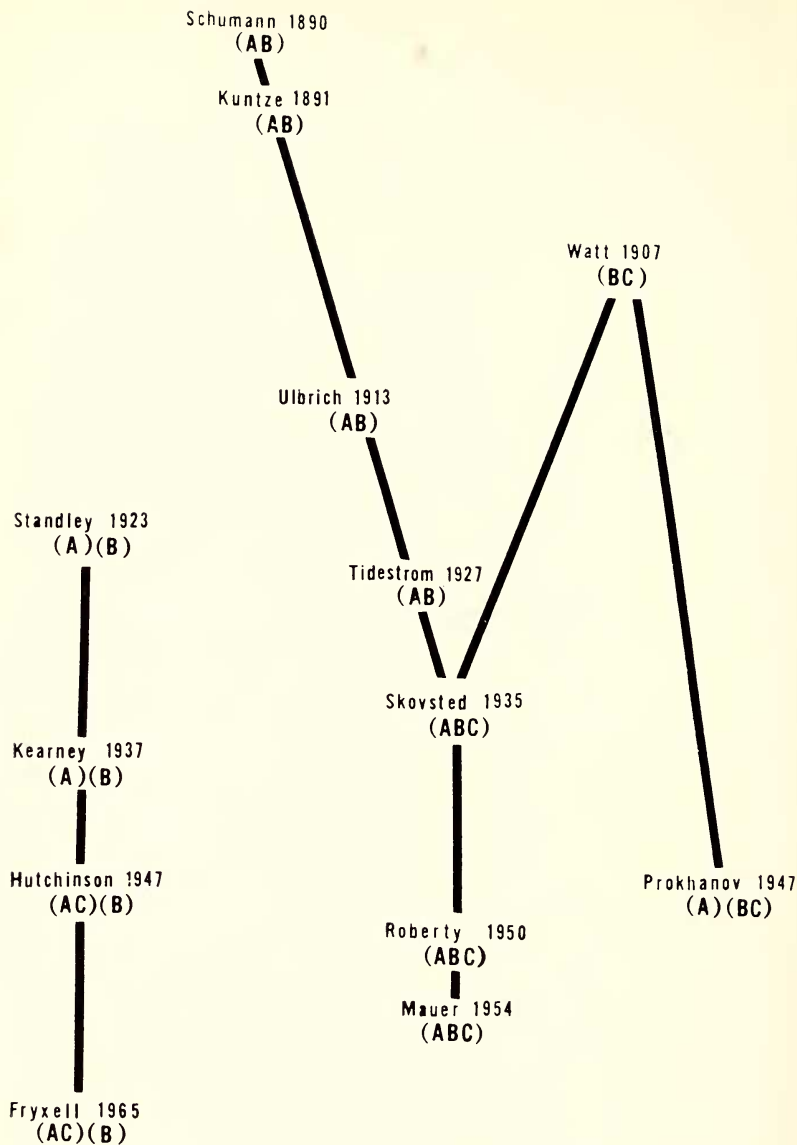 Schumann 1890
(AB)
Kuntze 1891
(AB)
Watt 1907
(BC)
Ulbrich 1913
(AB)
Standley 1923
(A)(B)
Tidestrom 1927
(AB)
Skovsted 1935
(ABC)
Kearney 1937
(A)(B)
Hutchinson 1947
(AC)(B)
Prokhanov 1947
(A)(BC)
Roberty 1950
(ABC)
Mauer 1954
(ABC)
Fryxell 1965
(AC)(B)